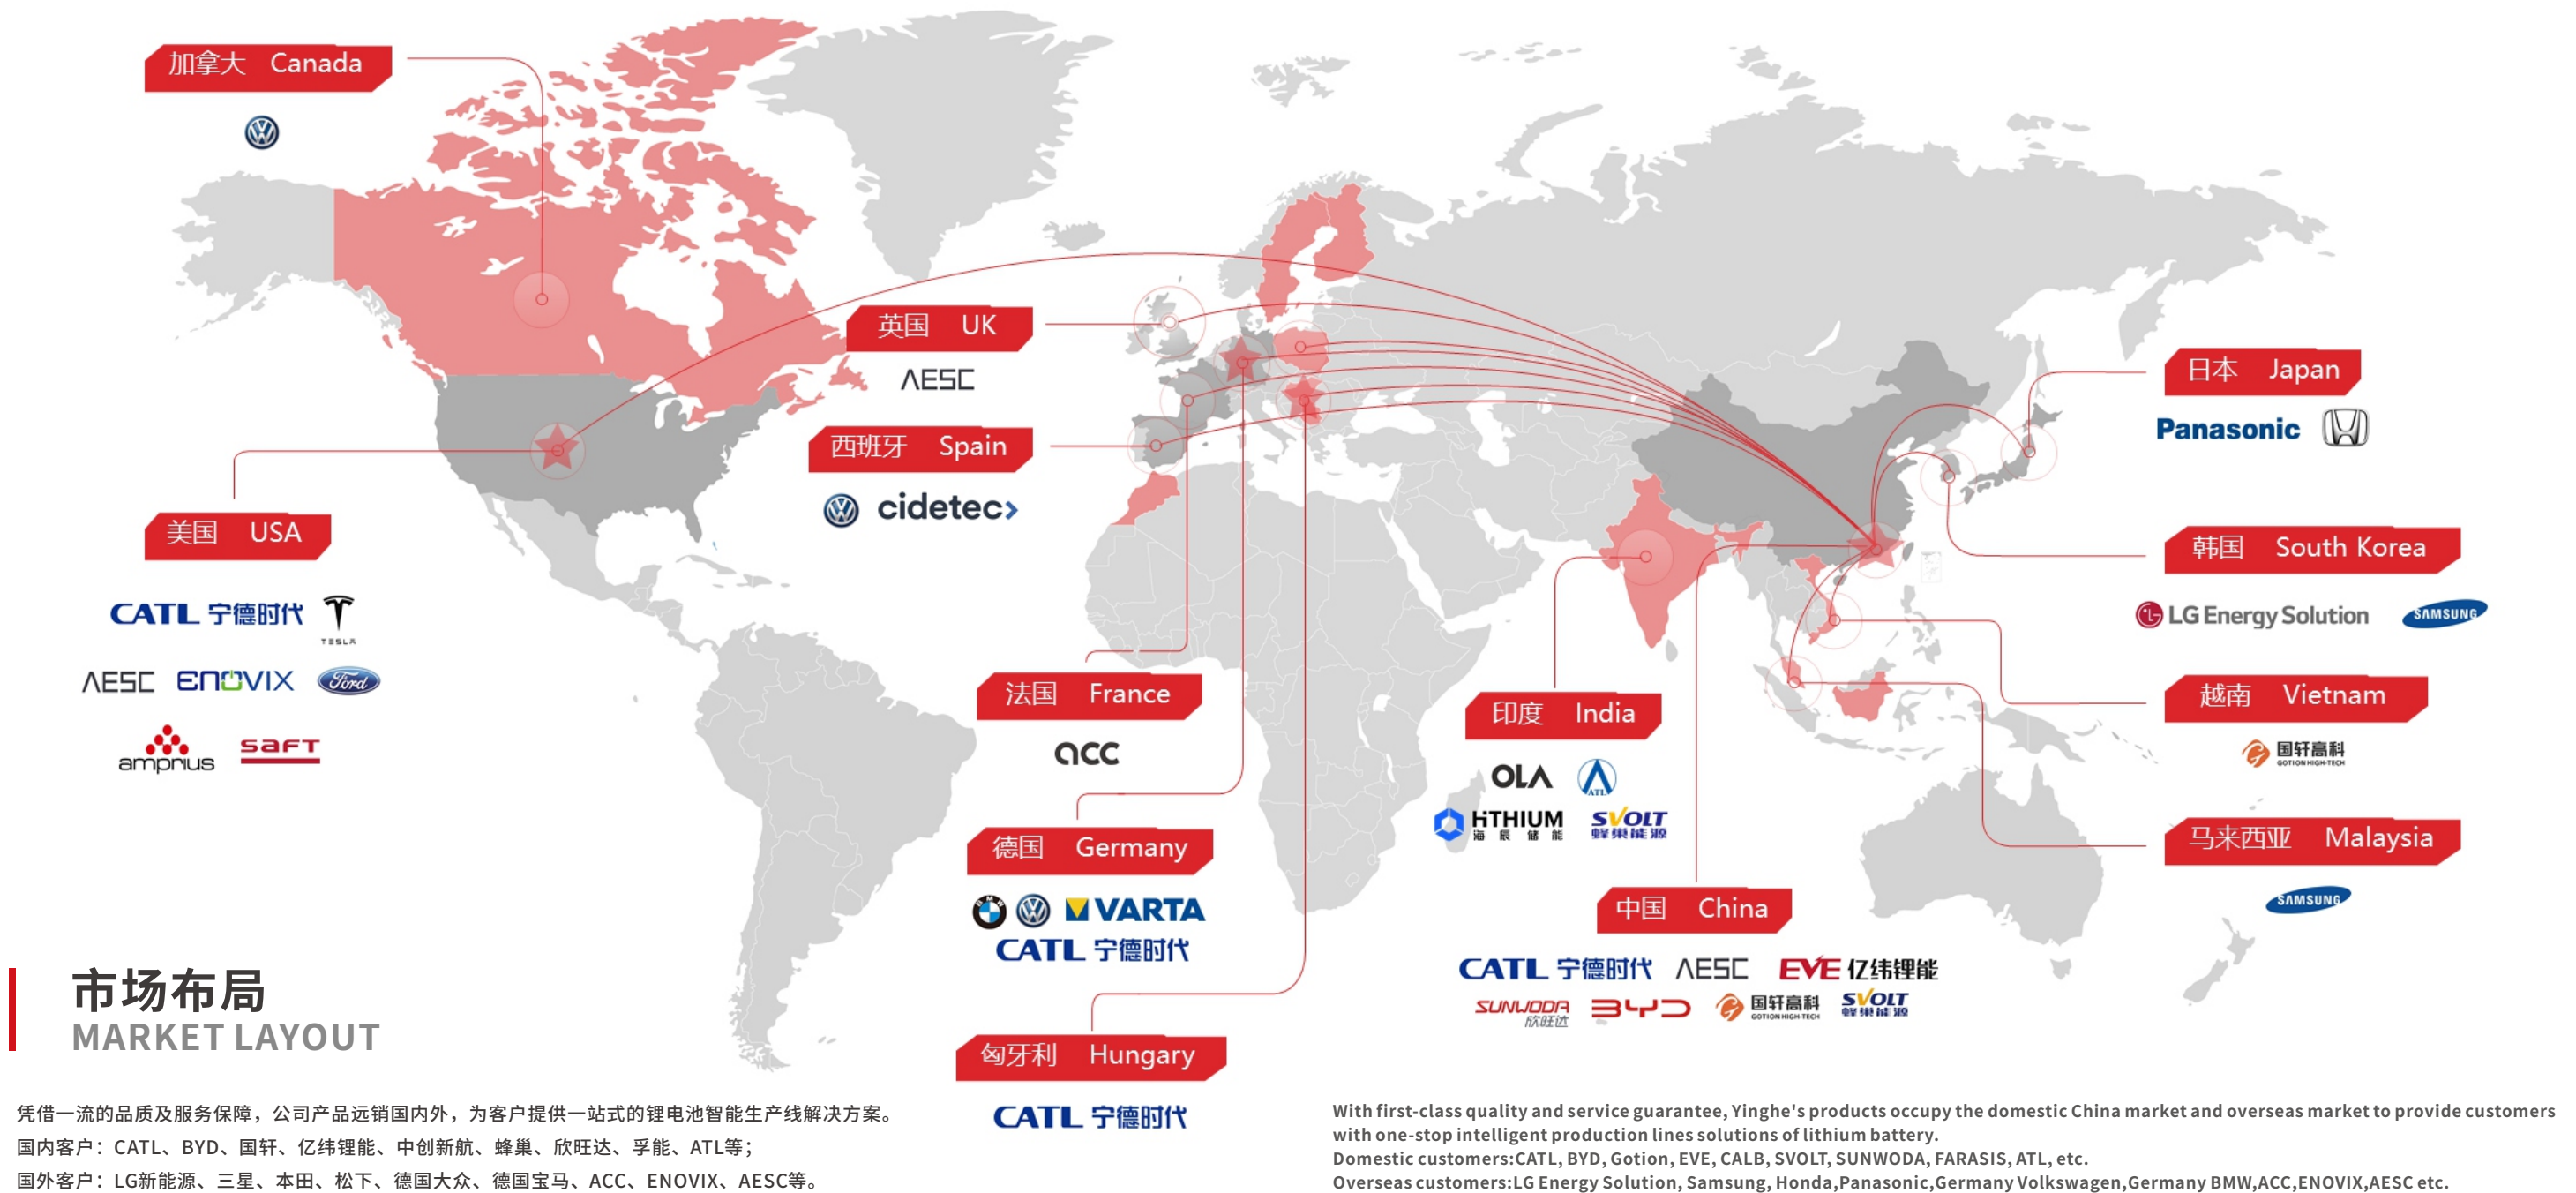 加拿大 Canada
英国 UK
AESC
西班牙 Spain
cidetec
美国 USA
CATL 宁德时代 TESLA
AESC ENOVIX Ford
amprius SAFT
法国 France
acc
德国 Germany
BMW VARTA
CATL 宁德时代
匈牙利 Hungary
CATL 宁德时代
印度 India
OLA ATL
HiTHIUM 海辰储能 SVOLT 蜂巢能源
中国 China
CATL 宁德时代 AESC EVE 亿纬锂能
SUNWODA 欣旺达 BYD 国轩高科 GOTION HIGH-TECH SVOLT 蜂巢能源
日本 Japan
Panasonic
韩国 South Korea
LG Energy Solution SAMSUNG
越南 Vietnam
国轩高科
GOTION HIGH-TECH
马来西亚 Malaysia
SAMSUNG
市场布局
MARKET LAYOUT
凭借一流的品质及服务保障，公司产品远销国内外，为客户提供一站式的锂电池智能生产线解决方案。
国内客户：CATL、BYD、国轩、亿纬锂能、中创新航、蜂巢、欣旺达、孚能、ATL等；
国外客户：LG新能源、三星、本田、松下、德国大众、德国宝马、ACC、ENOVIX、AESC等。
With first-class quality and service guarantee, Yinghe's products occupy the domestic China market and overseas market to provide customers
with one-stop intelligent production lines solutions of lithium battery.
Domestic customers:CATL, BYD, Gotion, EVE, CALB, SVOLT, SUNWODA, FARASIS, ATL, etc.
Overseas customers:LG Energy Solution, Samsung, Honda,Panasonic,Germany Volkswagen,Germany BMW,ACC,ENOVIX,AESC etc.